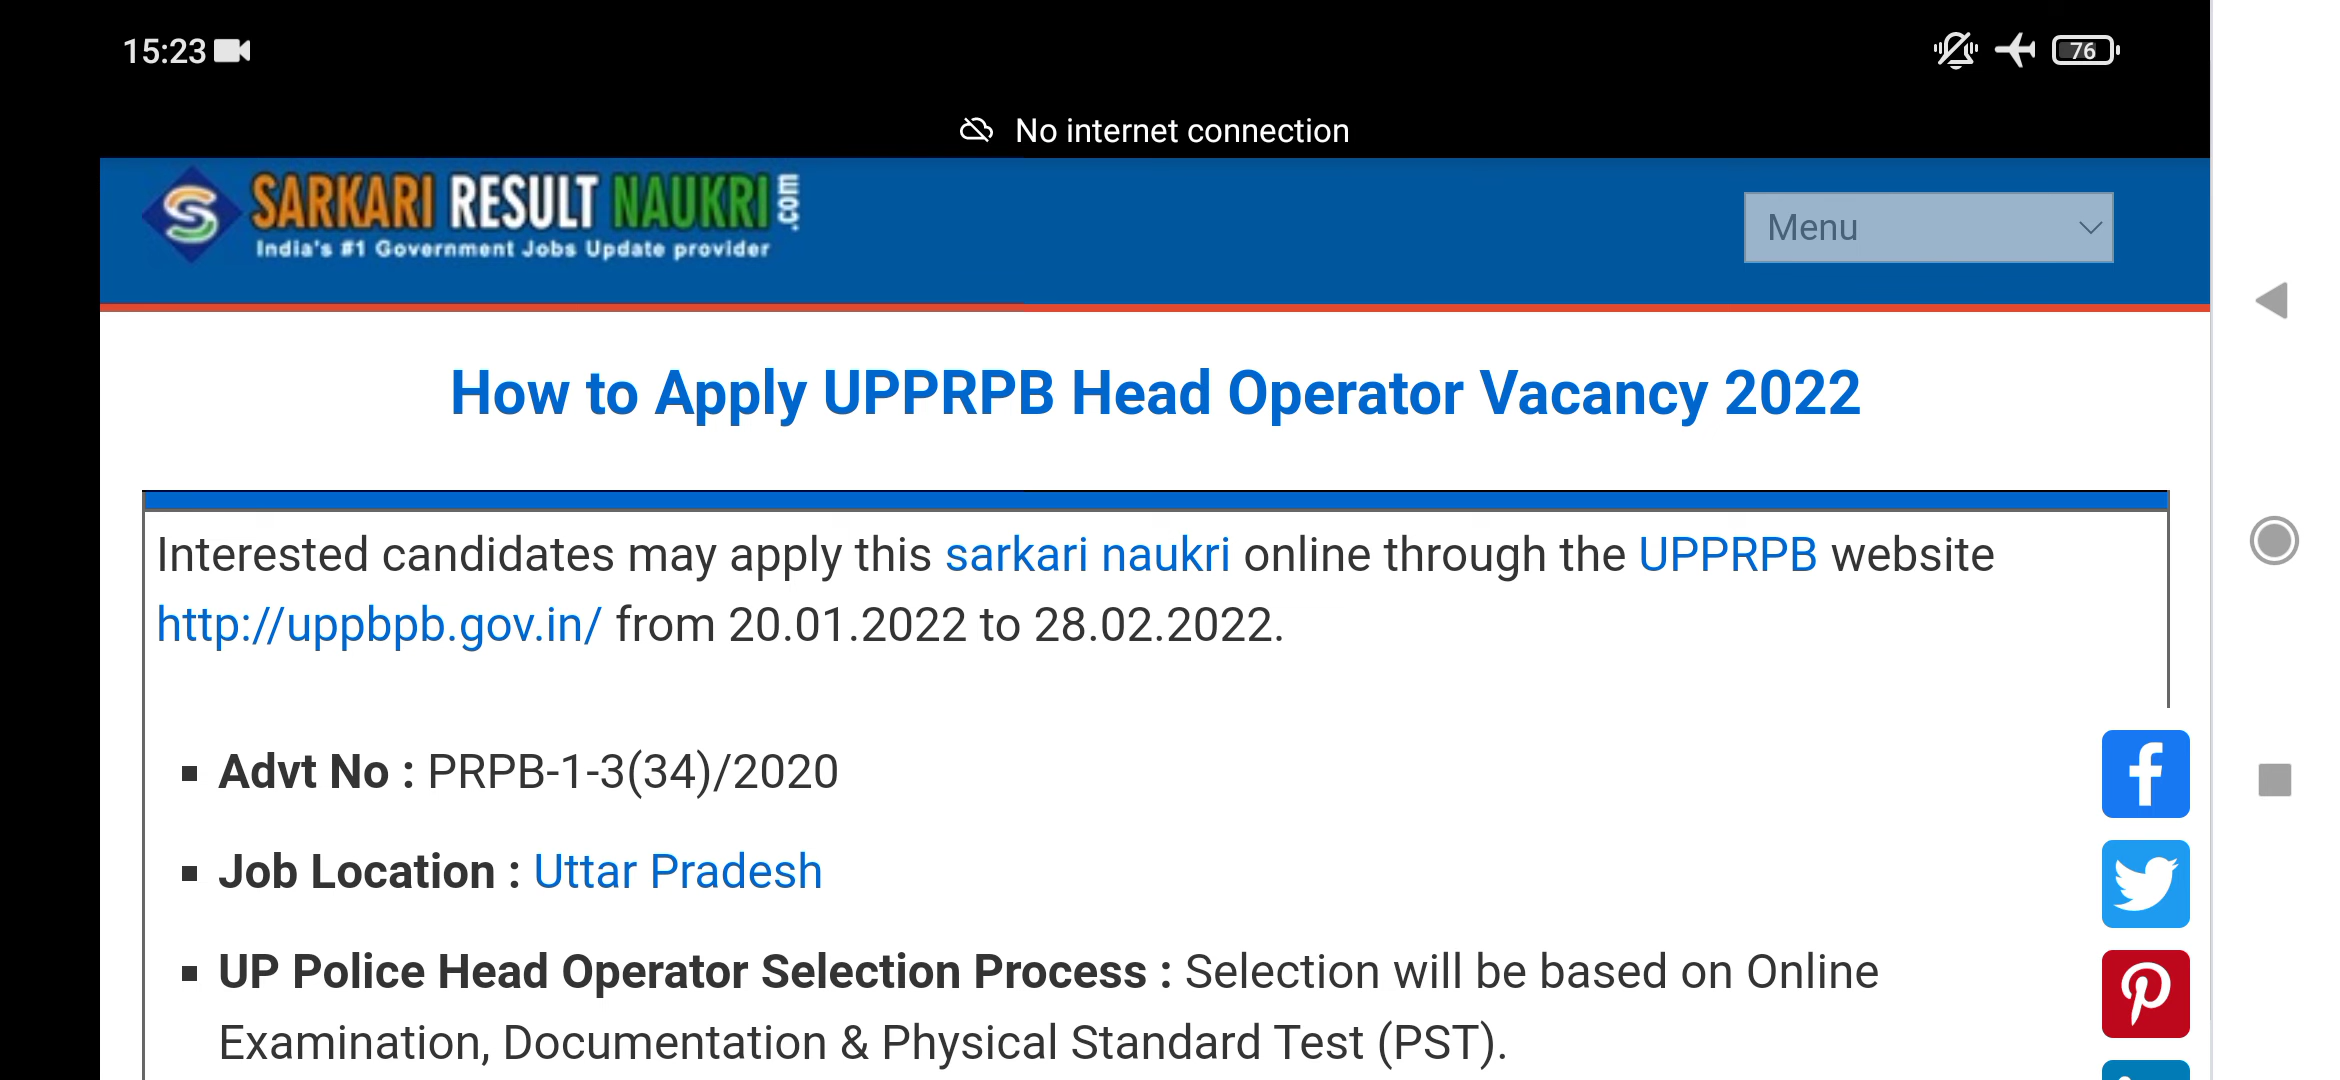 15:23
76
No internet connection
SARKARI RESULT NAUKRI.com
India's #1 Government Jobs Update provider
Menu
How to Apply UPPRPB Head Operator Vacancy 2022
Interested candidates may apply this sarkari naukri online through the UPPRPB website
http://uppbpb.gov.in/ from 20.01.2022 to 28.02.2022.
Advt No : PRPB-1-3(34)/2020
Job Location : Uttar Pradesh
UP Police Head Operator Selection Process : Selection will be based on Online
Examination, Documentation & Physical Standard Test (PST).